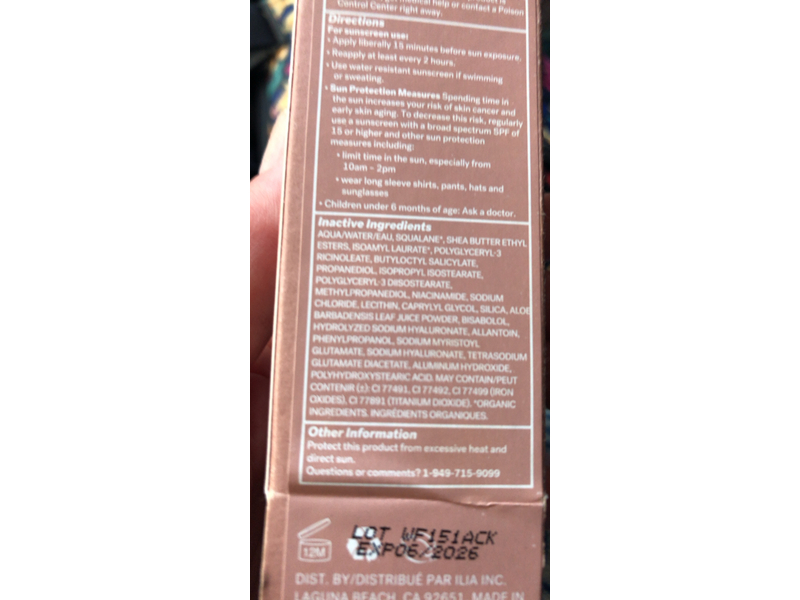 medical help or contact a Poison
Control Center right away.
Directions
For sunscreen use:
• Apply liberally 15 minutes before sun exposure.
• Reapply at least every 2 hours.
• Use water resistant sunscreen if swimming
or sweating.
• Sun Protection Measures Spending time in
the sun increases your risk of skin cancer and
early skin aging. To decrease this risk, regularly
use a sunscreen with a broad spectrum SPF of
15 or higher and other sun protection
measures including:
• limit time in the sun, especially from
10am – 2pm
• wear long sleeve shirts, pants, hats and
sunglasses
• Children under 6 months of age: Ask a doctor.
Inactive Ingredients
AQUA/WATER/EAU, SQUALANE*, SHEA BUTTER ETHYL
ESTERS, ISOAMYL LAURATE*, POLYGLYCERYL-3
RICINOLEATE, BUTYLOCTYL SALICYLATE,
PROPANEDIOL, ISOPROPYL ISOSTEARATE,
POLYGLYCERYL-3 DIISOSTEARATE,
METHYLPROPANEDIOL, NIACINAMIDE, SODIUM
CHLORIDE, LECITHIN, CAPRYLYL GLYCOL, SILICA, ALOE
BARBADENSIS LEAF JUICE POWDER, BISABOLOL,
HYDROLYZED SODIUM HYALURONATE, ALLANTOIN,
PHENYLPROPANOL, SODIUM MYRISTOYL
GLUTAMATE, SODIUM HYALURONATE, TETRASODIUM
GLUTAMATE DIACETATE, ALUMINUM HYDROXIDE,
POLYHYDROXYSTEARIC ACID. MAY CONTAIN/PEUT
CONTENIR (±): CI 77491, CI 77492, CI 77499 (IRON
OXIDES), CI 77891 (TITANIUM DIOXIDE). *ORGANIC
INGREDIENTS. INGRÉDIENTS ORGANIQUES.
Other Information
Protect this product from excessive heat and
direct sun.
Questions or comments? 1-949-715-9099
12M
LOT WF151ACK
EXP06/2026
DIST. BY/DISTRIBUÉ PAR ILIA INC.
LAGUNA BEACH, CA 92651. MADE IN